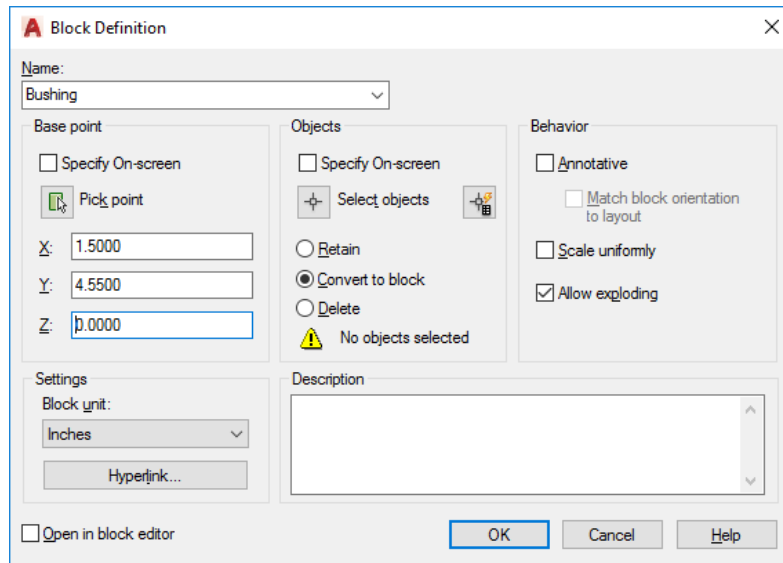 Block Definition
Name:
Bushing
Base point
Specify On-screen
Pick point
X: 1.5000
Y: 4.5500
Z: 0.0000
Objects
Specify On-screen
Select objects
Retain
Convert to block
Delete
No objects selected
Behavior
Annotative
Match block orientation
to layout
Scale uniformly
Allow exploding
Settings
Block unit:
Inches
Hyperlink...
Description
Open in block editor
OK
Cancel
Help